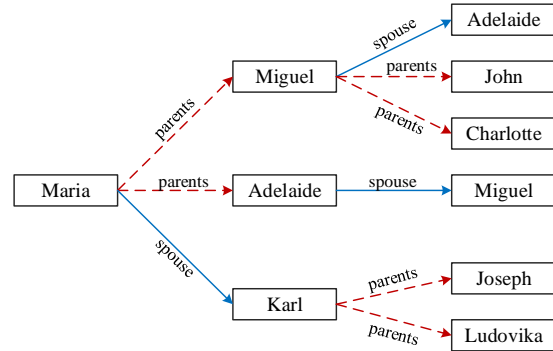 Adelaide
spouse
Miguel
parents
John
parents
parents
Charlotte
Maria
parents
Adelaide
spouse
Miguel
spouse
Karl
parents
Joseph
parents
Ludovika